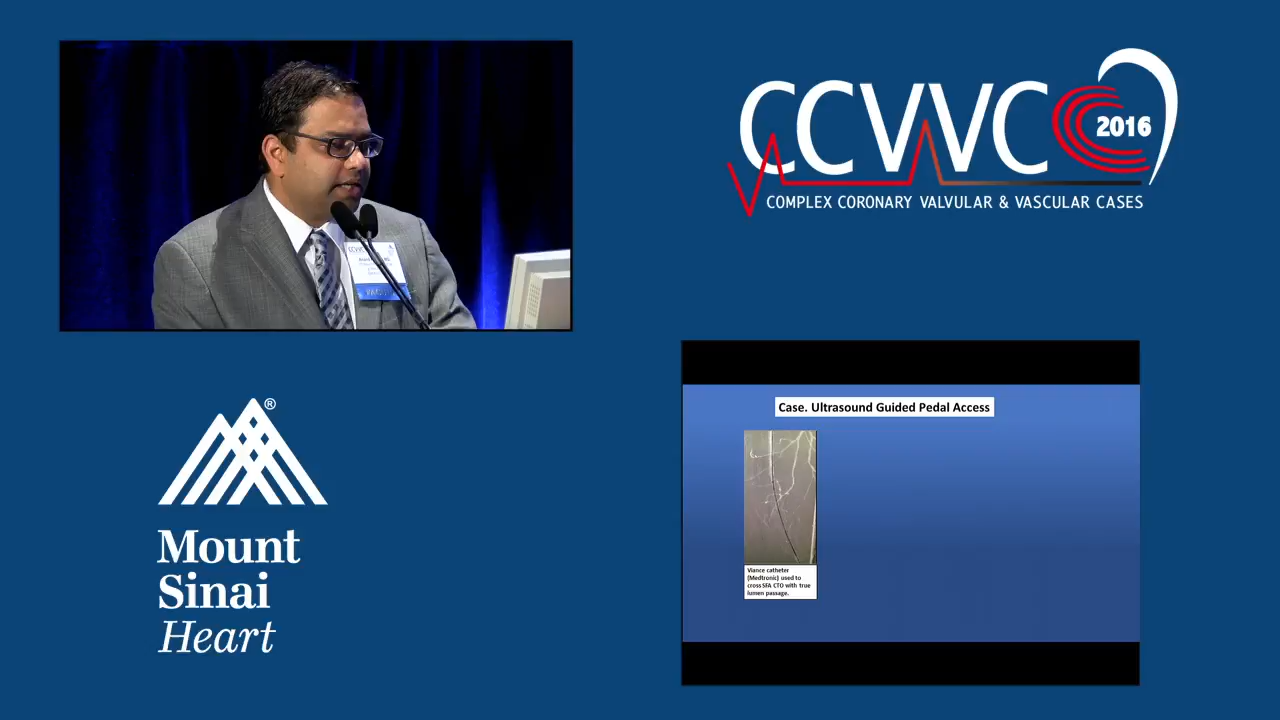 CCVVC
2016
COMPLEX CORONARY VALVULAR & VASCULAR CASES
CCVVC
Mount
Sinai
Heart
®
Case. Ultrasound Guided Pedal Access
Viance catheter
(Medtronic) used to
cross SFA CTO with true
lumen passage.